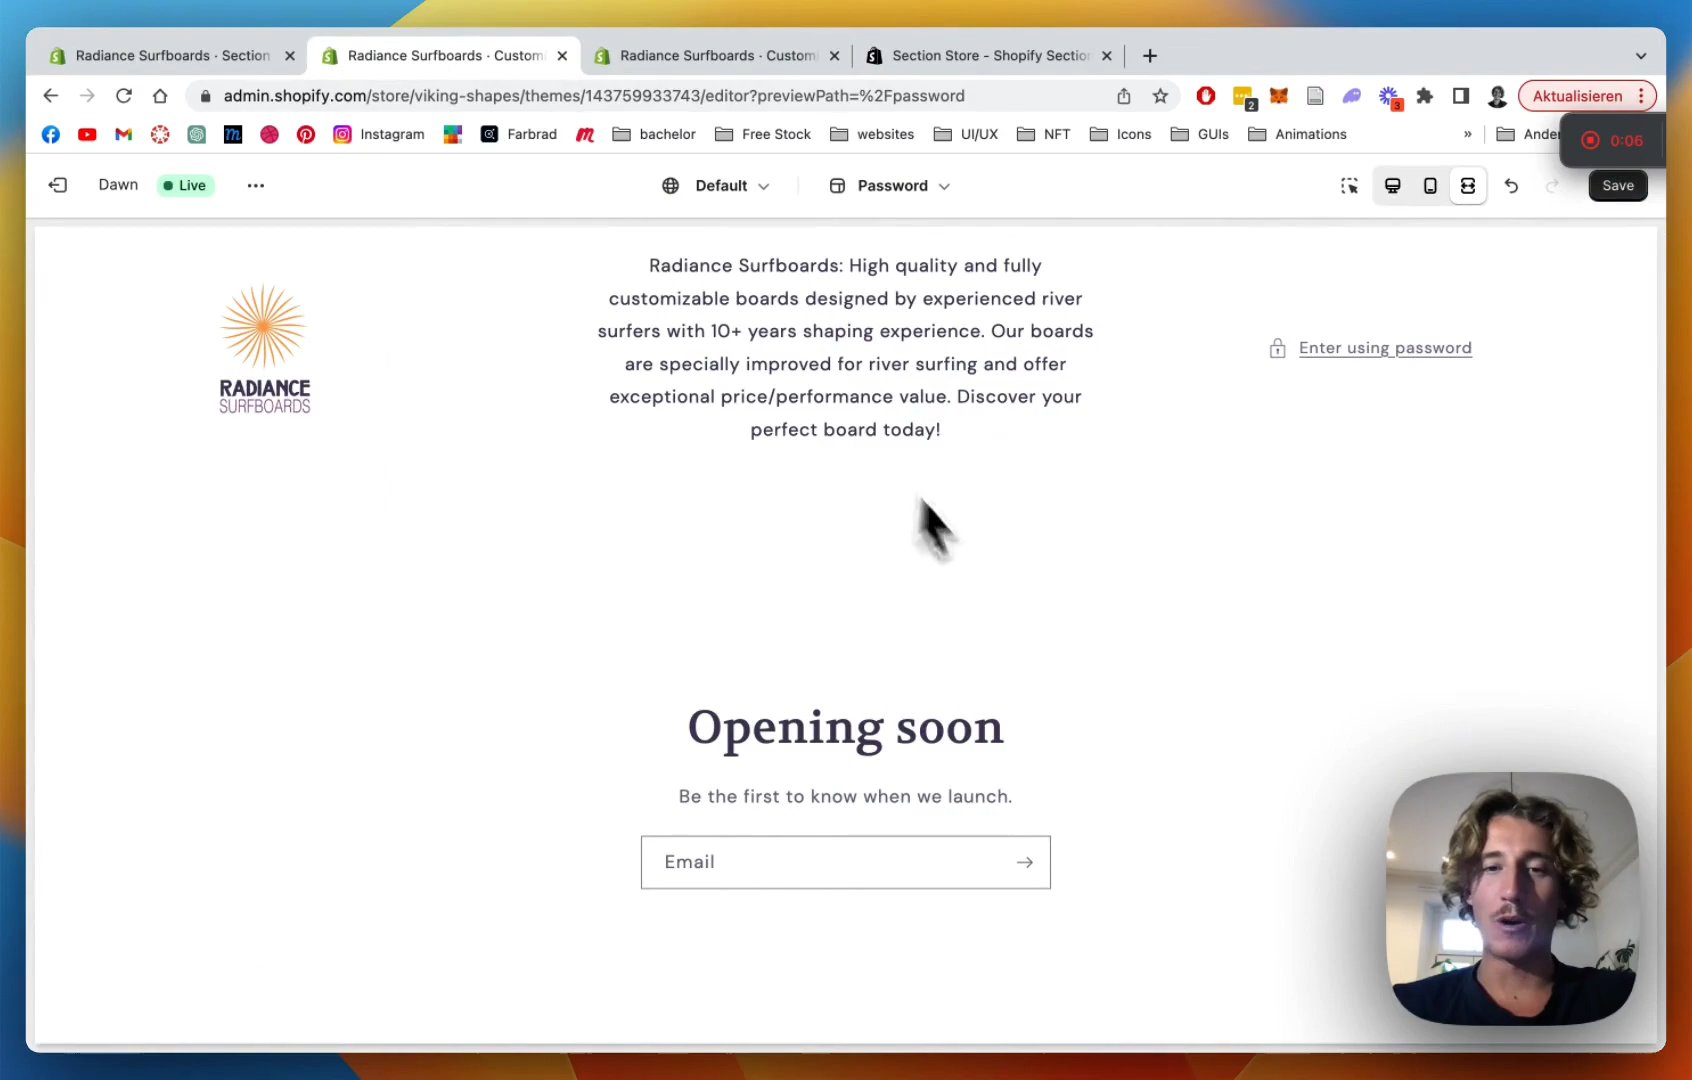 Radiance Surfboards · Section
Radiance Surfboards · Custom
Radiance Surfboards · Custom
Section Store - Shopify Section
admin.shopify.com/store/viking-shapes/themes/143759933743/editor?previewPath=%2Fpassword
2
3
Aktualisieren
Instagram
Farbrad
bachelor
Free Stock
websites
UI/UX
NFT
Icons
GUIs
Animations
»
Ander
0:06
Dawn
Live
Default
Password
Save
Radiance Surfboards: High quality and fully
customizable boards designed by experienced river
surfers with 10+ years shaping experience. Our boards
are specially improved for river surfing and offer
exceptional price/performance value. Discover your
perfect board today!
RADIANCE
SURFBOARDS
Enter using password
Opening soon
Be the first to know when we launch.
Email